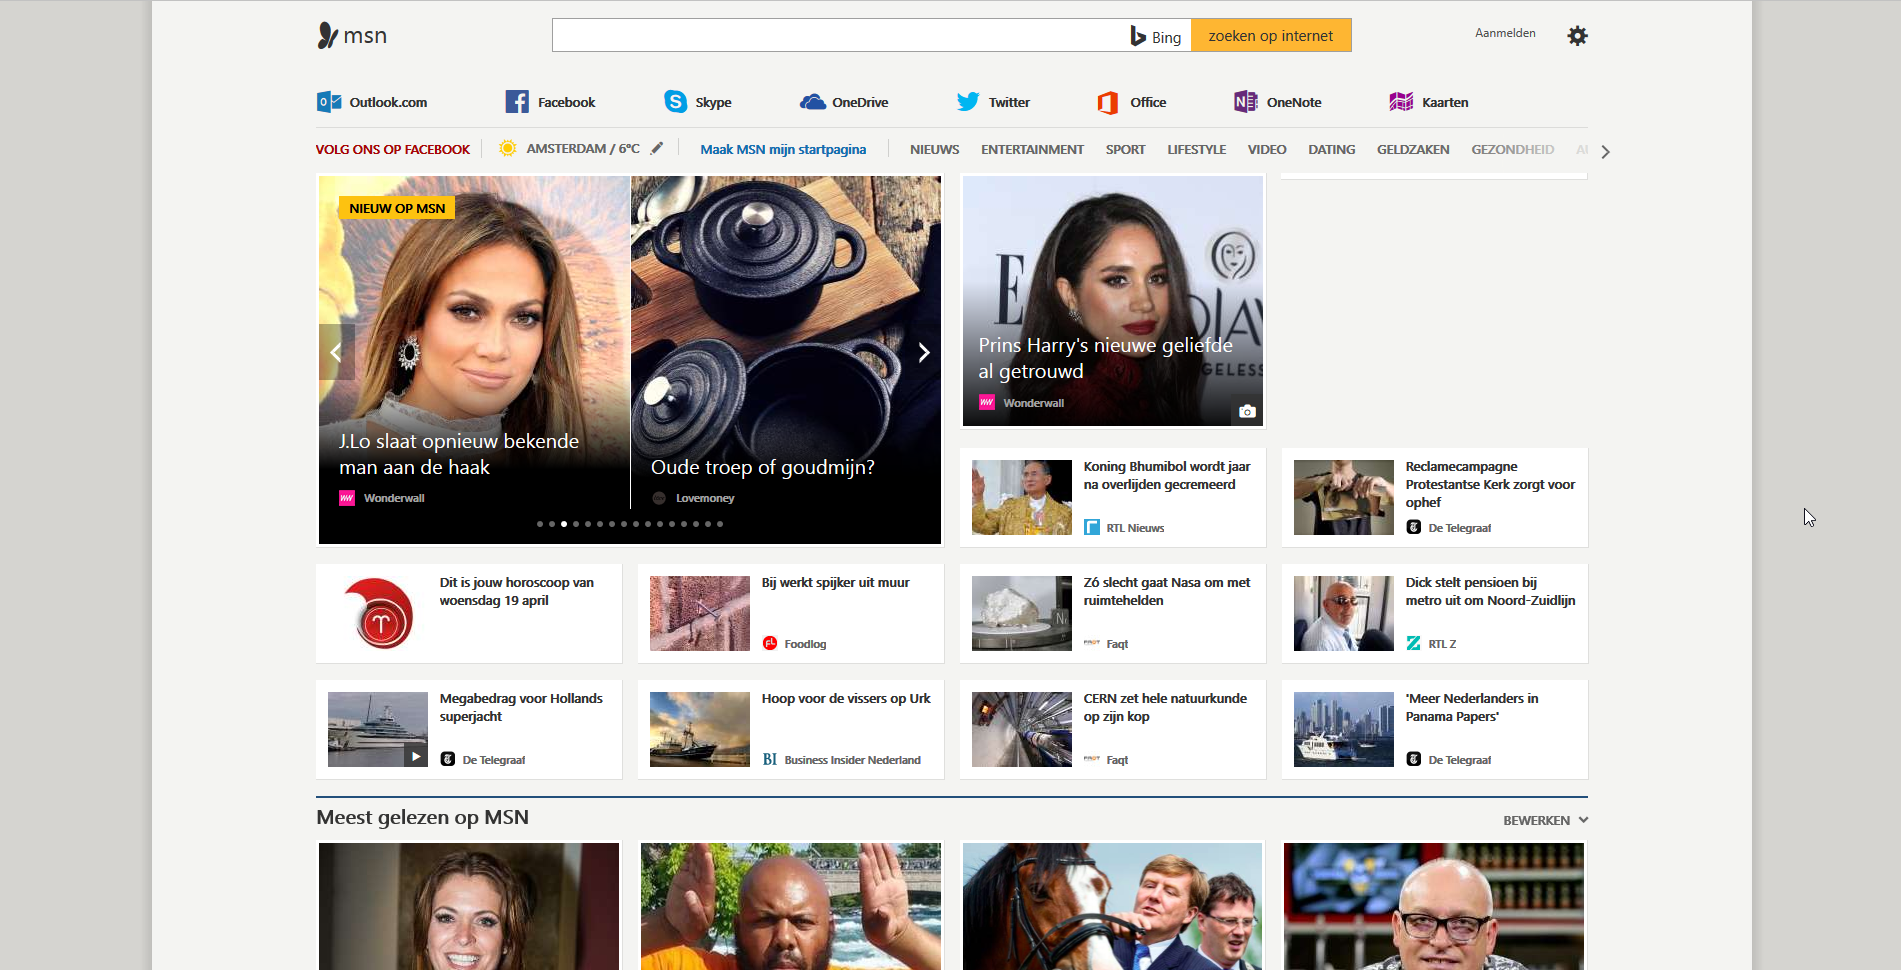 msn
Bing
zoeken op internet
Aanmelden
Outlook.com
Facebook
Skype
OneDrive
Twitter
Office
OneNote
Kaarten
VOLG ONS OP FACEBOOK
AMSTERDAM / 6°C
Maak MSN mijn startpagina
NIEUWS
ENTERTAINMENT
SPORT
LIFESTYLE
VIDEO
DATING
GELDZAKEN
GEZONDHEID
NIEUW OP MSN
J.Lo slaat opnieuw bekende
man aan de haak
Wonderwall
Oude troep of goudmijn?
Lovemoney
Prins Harry's nieuwe geliefde
al getrouwd
Wonderwall
Koning Bhumibol wordt jaar
na overlijden gecremeerd
RTL Nieuws
Reclamecampagne
Protestantse Kerk zorgt voor
ophef
De Telegraaf
Dit is jouw horoscoop van
woensdag 19 april
Bij werkt spijker uit muur
FL Foodlog
Zó slecht gaat Nasa om met
ruimtehelden
Faqt
Dick stelt pensioen bij
metro uit om Noord-Zuidlijn
RTL Z
Megabedrag voor Hollands
superjacht
De Telegraaf
Hoop voor de vissers op Urk
BI Business Insider Nederland
CERN zet hele natuurkunde
op zijn kop
Faqt
'Meer Nederlanders in
Panama Papers'
De Telegraaf
Meest gelezen op MSN
BEWERKEN